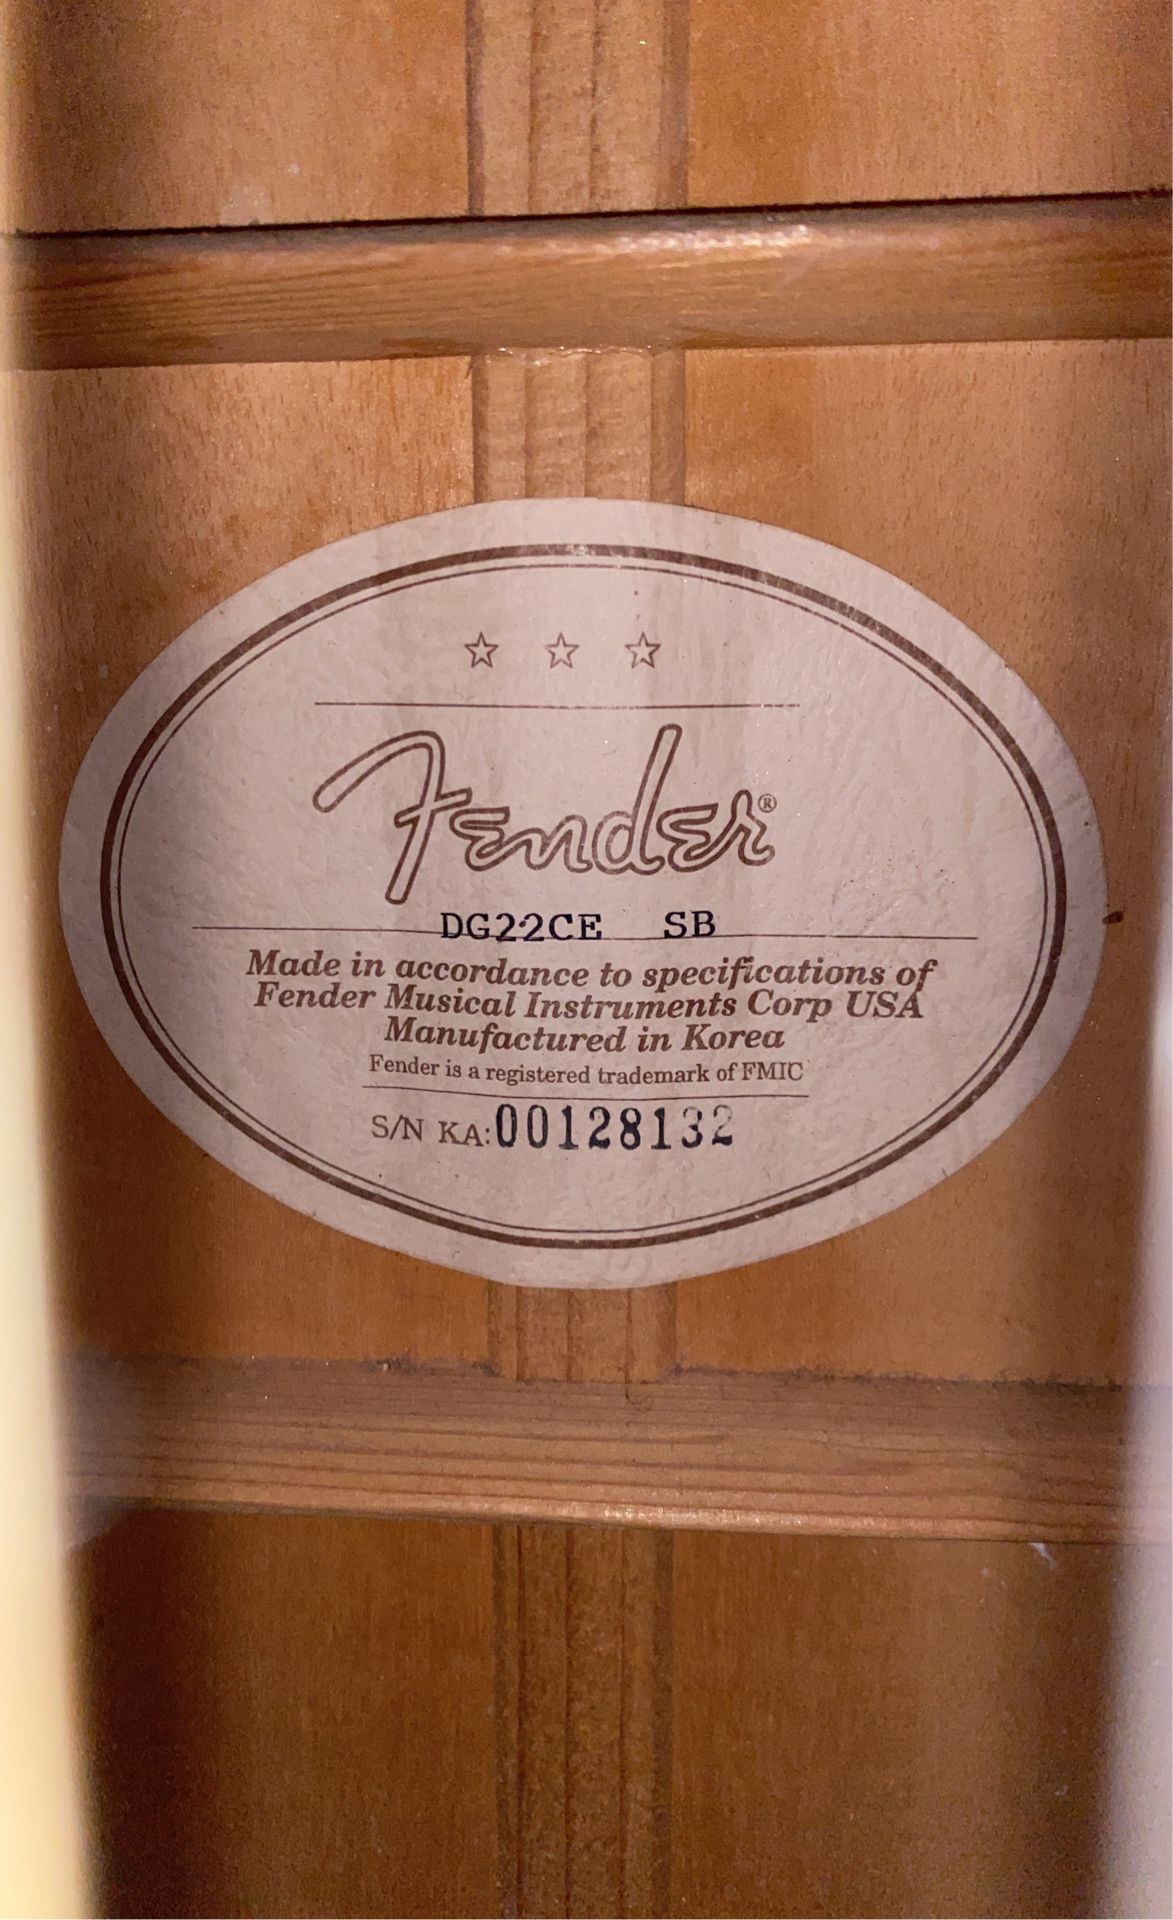 Fender®
DG22CE SB
Made in accordance to specifications of
Fender Musical Instruments Corp USA
Manufactured in Korea
Fender is a registered trademark of FMIC
S/N KA:00128132